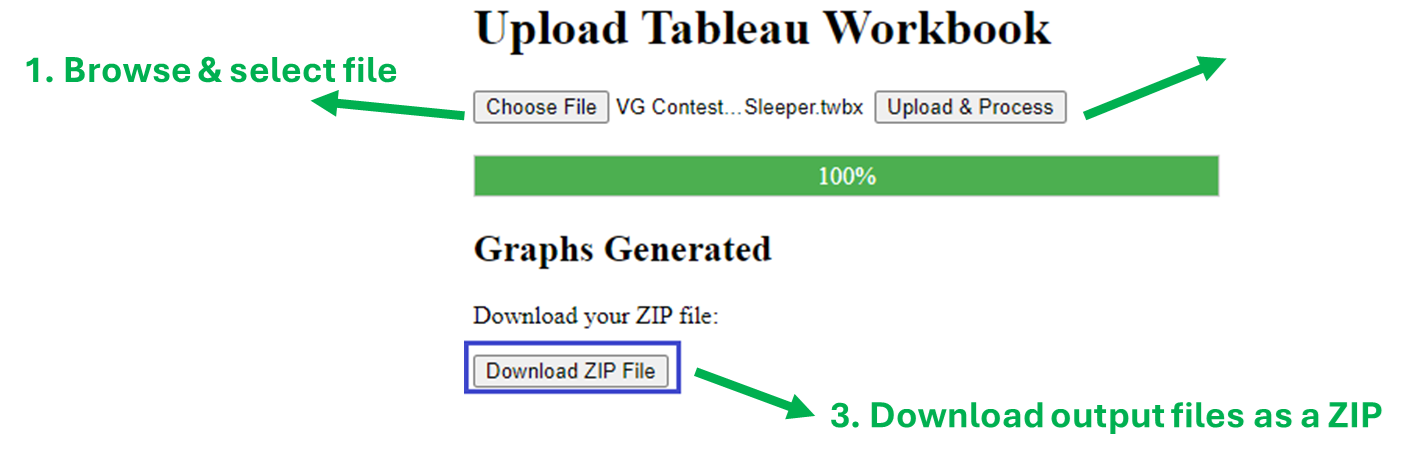 Upload Tableau Workbook
1. Browse & select file
Choose File VG Contest...Sleeper.twbx Upload & Process
100%
Graphs Generated
Download your ZIP file:
Download ZIP File
3. Download output files as a ZIP